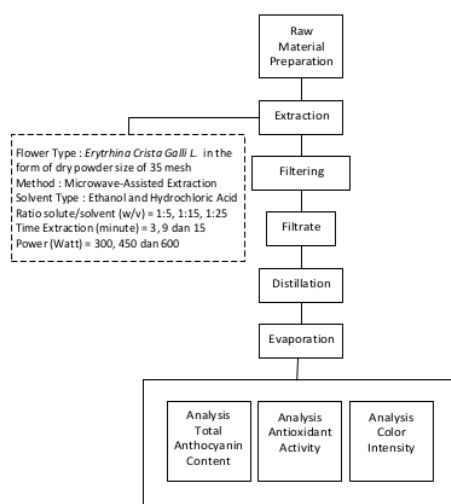 Raw
Material
Preparation
Extraction
Flower Type : Erytrhina Crista Galli L. in the
form of dry powder size of 35 mesh
Method : Microwave-Assisted Extraction
Solvent Type : Ethanol and Hydrochloric Acid
Ratio solute/solvent (w/v) = 1:5, 1:15, 1:25
Time Extraction (minute) = 3, 9 dan 15
Power (Watt) = 300, 450 dan 600
Filtering
Filtrate
Distillation
Evaporation
Analysis
Total
Anthocyanin
Content
Analysis
Antioxidant
Activity
Analysis
Color
Intensity